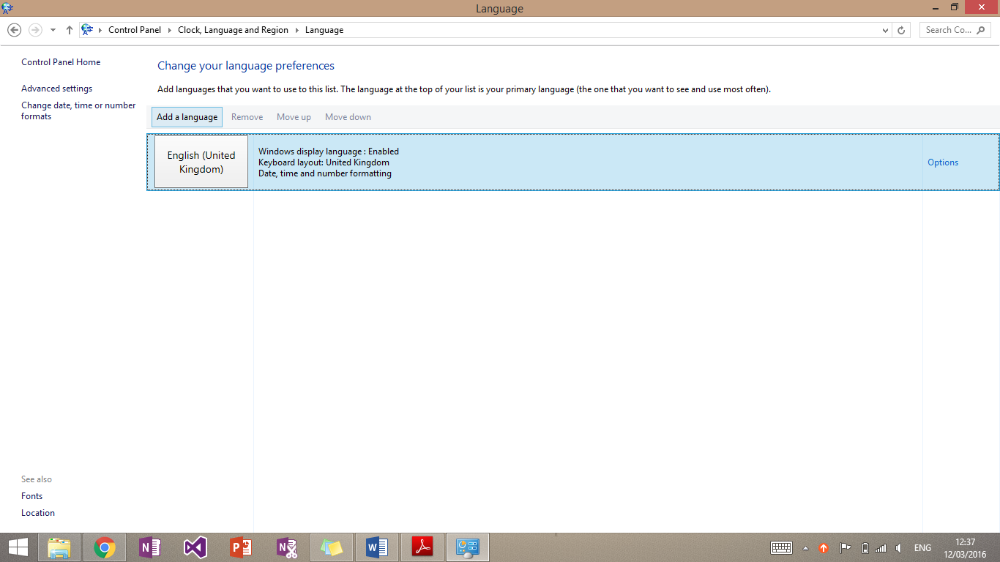 Language
Control Panel
Clock, Language and Region
Language
Search Co...
Control Panel Home
Advanced settings
Change date, time or number
formats
Change your language preferences
Add languages that you want to use to this list. The language at the top of your list is your primary language (the one that you want to see and use most often).
Add a language
Remove
Move up
Move down
English (United
Kingdom)
Windows display language : Enabled
Keyboard layout: United Kingdom
Date, time and number formatting
Options
See also
Fonts
Location
ENG
12:37
12/03/2016